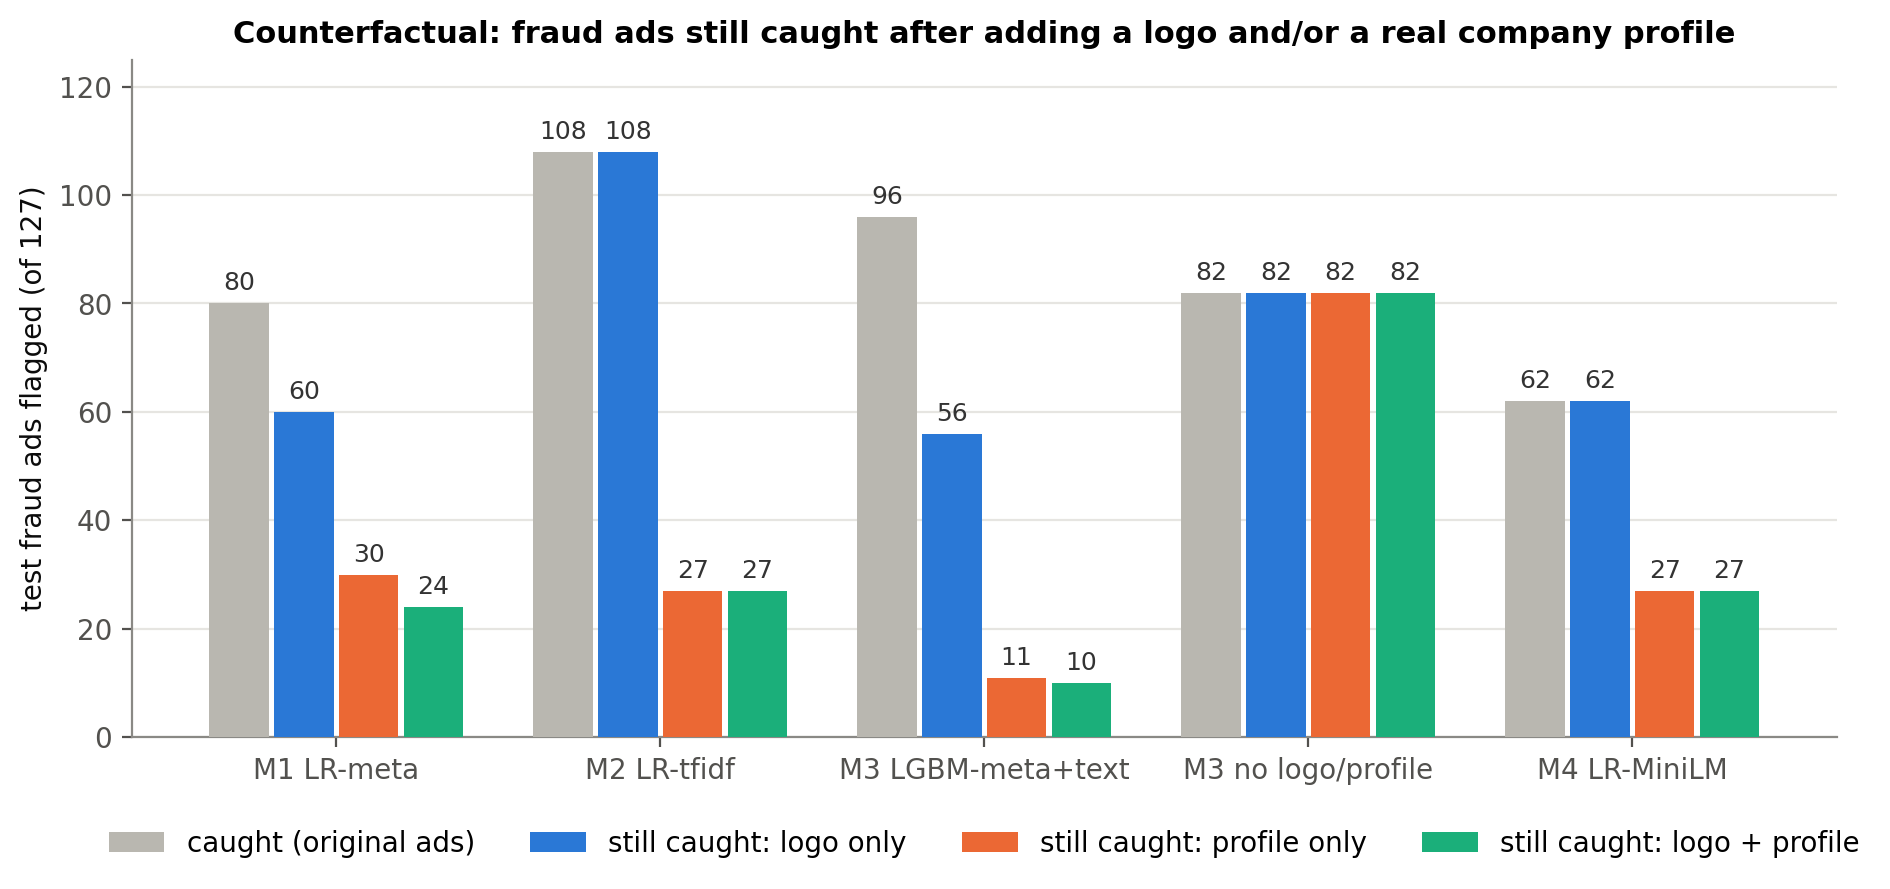 Counterfactual: fraud ads still caught after adding a logo and/or a real company profile
test fraud ads flagged (of 127)
120
100
80
60
40
20
0
80
60
30
24
108
108
27
27
96
56
11
10
82
82
82
82
62
62
27
27
M1 LR-meta
M2 LR-tfidf
M3 LGBM-meta+text
M3 no logo/profile
M4 LR-MiniLM
caught (original ads)
still caught: logo only
still caught: profile only
still caught: logo + profile